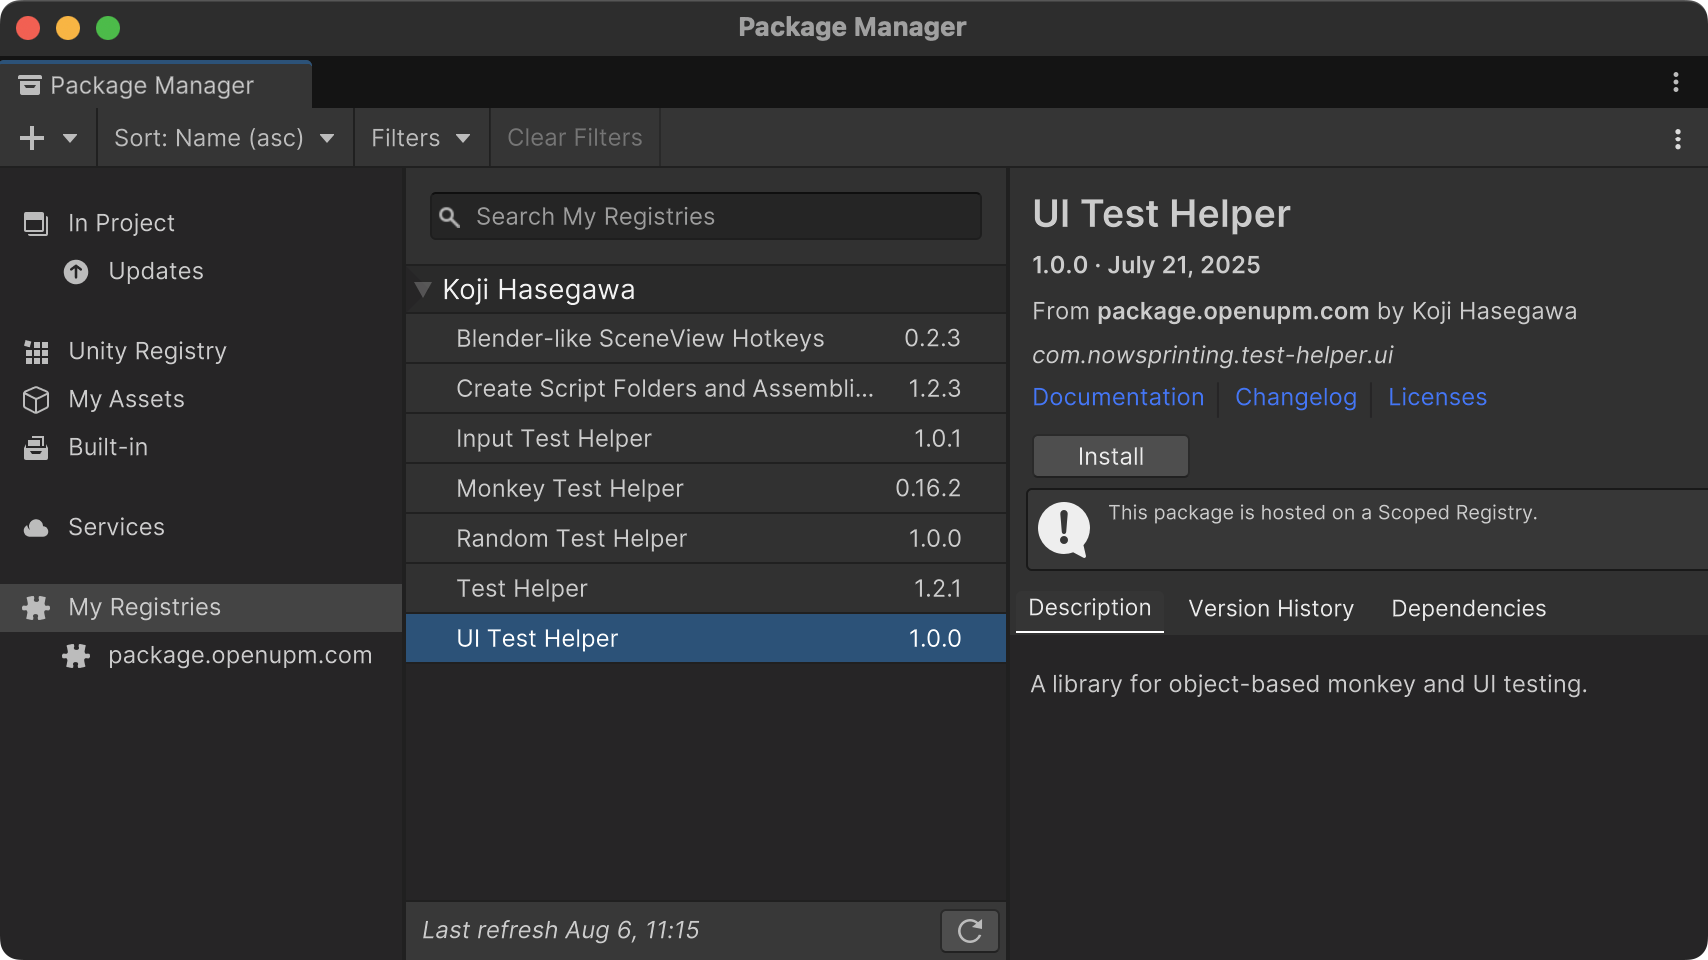 Package Manager
Package Manager
Sort: Name (asc)
Filters
Clear Filters
In Project
Updates
Unity Registry
My Assets
Built-in
Services
My Registries
package.openupm.com
Search My Registries
Koji Hasegawa
Blender-like SceneView Hotkeys 0.2.3
Create Script Folders and Assembli... 1.2.3
Input Test Helper 1.0.1
Monkey Test Helper 0.16.2
Random Test Helper 1.0.0
Test Helper 1.2.1
UI Test Helper 1.0.0
Last refresh Aug 6, 11:15
UI Test Helper
1.0.0 · July 21, 2025
From package.openupm.com by Koji Hasegawa
com.nowsprinting.test-helper.ui
Documentation Changelog Licenses
Install
This package is hosted on a Scoped Registry.
Description Version History Dependencies
A library for object-based monkey and UI testing.